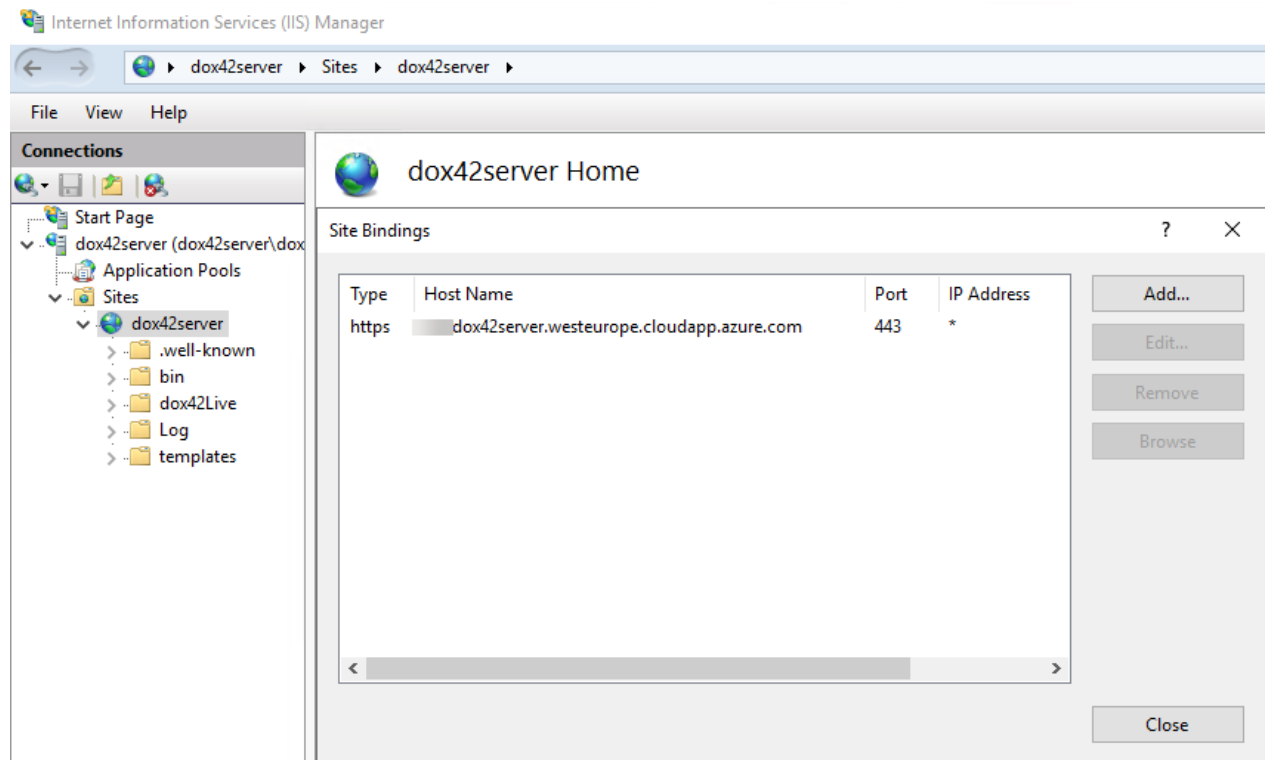 Internet Information Services (IIS) Manager
dox42server Sites dox42server
File View Help
Connections
Start Page
dox42server (dox42server\dox
Application Pools
Sites
dox42server
.well-known
bin
dox42Live
Log
templates
dox42server Home
Site Bindings ?
Type Host Name Port IP Address
https dox42server.westeurope.cloudapp.azure.com 443 *
Add...
Edit...
Remove
Browse
Close